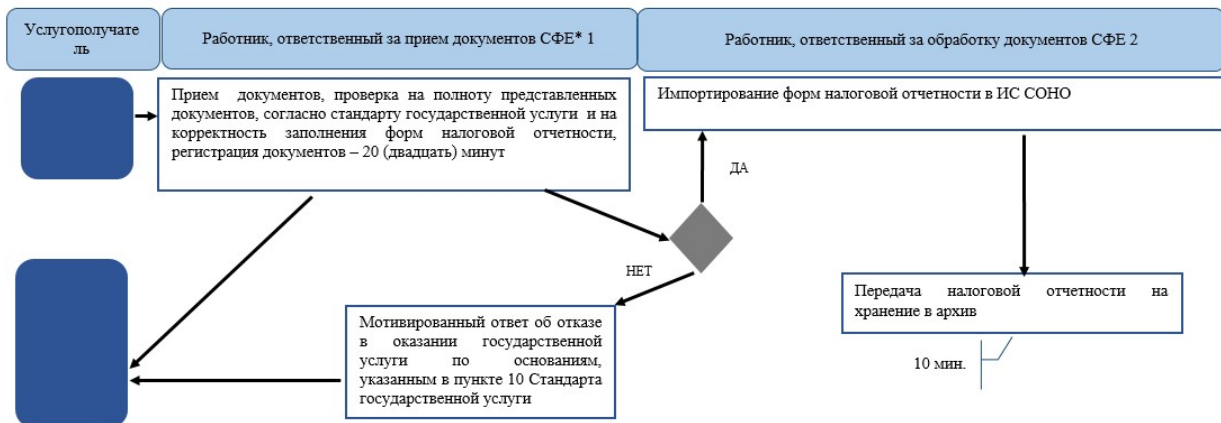 Услугополучате
ль
Работник, ответственный за прием документов СФЕ* 1
Работник, ответственный за обработку документов СФЕ 2
Прием документов, проверка на полноту представленных
документов, согласно стандарту государственной услуги и на
корректность заполнения форм налоговой отчетности,
регистрация документов – 20 (двадцать) минут
Импортирование форм налоговой отчетности в ИС СОНО
ДА
НЕТ
Мотивированный ответ об отказе
в оказании государственной
услуги по основаниям,
указанным в пункте 10 Стандарта
государственной услуги
Передача налоговой отчетности на
хранение в архив
10 мин.